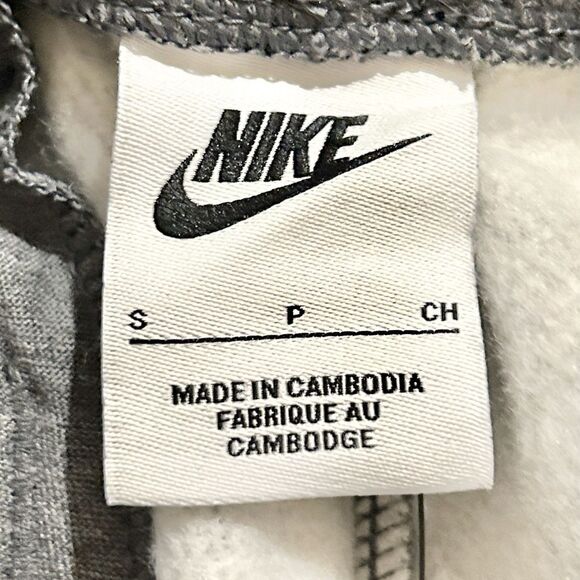 NIKE
S P CH
MADE IN CAMBODIA
FABRIQUE AU
CAMBODGE